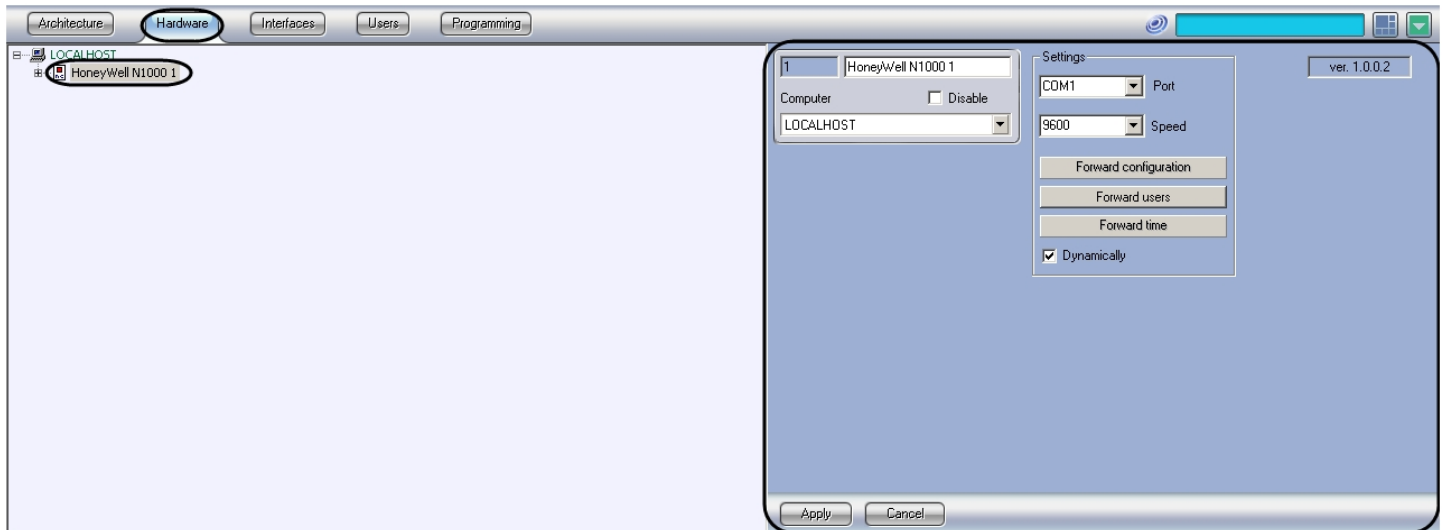 Architecture Hardware Interfaces Users Programming
LOCALHOST
HoneyWell N1000 1
1 HoneyWell N1000 1
Computer Disable
LOCALHOST
Settings
COM1 Port
9600 Speed
Forward configuration
Forward users
Forward time
Dynamically
ver. 1.0.0.2
Apply Cancel